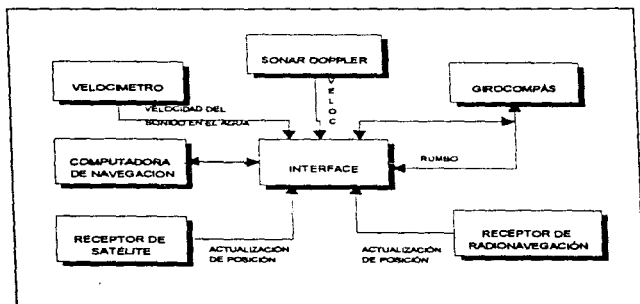 SONAR DOPPLER
VELOCIMETRO
GIROCOMPÁS
VELOC
VELOCIDAD DEL
SONIDO EN EL AGUA
COMPUTADORA
DE NAVEGACION
INTERFACE
RUMBO
RECEPTOR DE
SATÉLITE
ACTUALIZACIÓN
DE POSICIÓN
ACTUALIZACIÓN
DE POSICIÓN
RECEPTOR DE
RADIONAVEGACIÓN